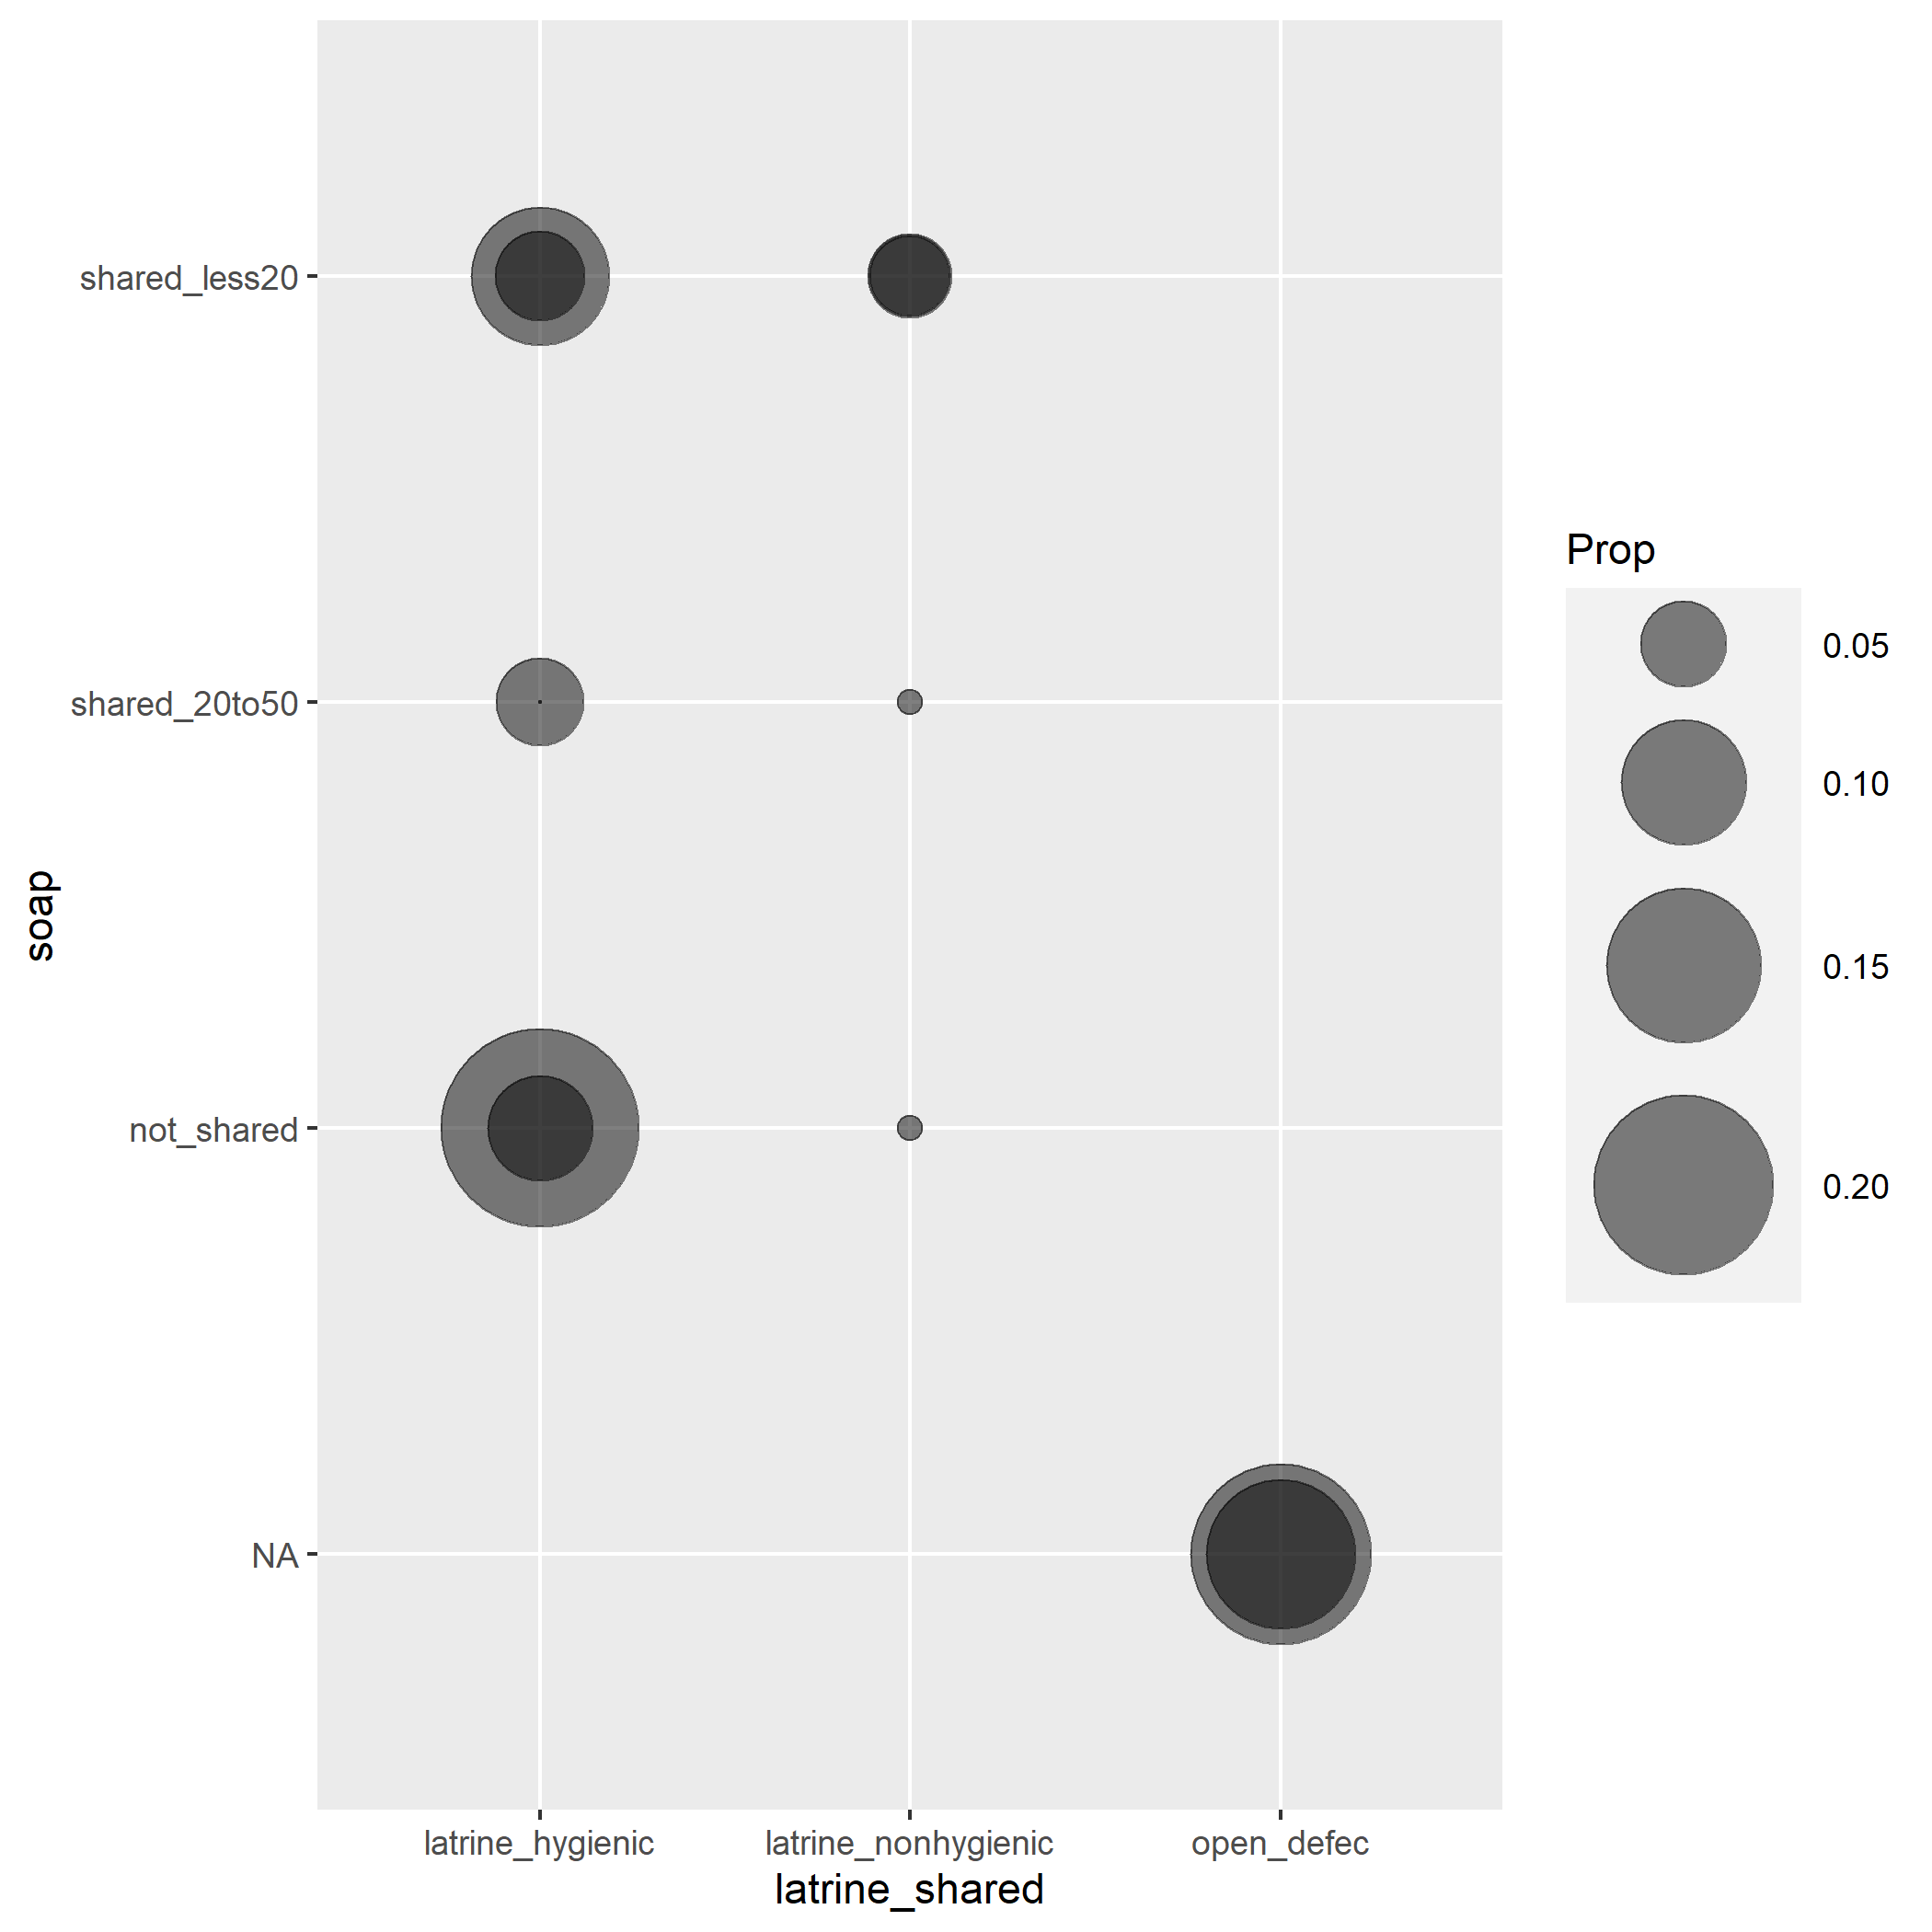 soap
shared_less20
shared_20to50
not_shared
NA
latrine_hygienic
latrine_nonhygienic
open_defec
latrine_shared
Prop
0.05
0.10
0.15
0.20